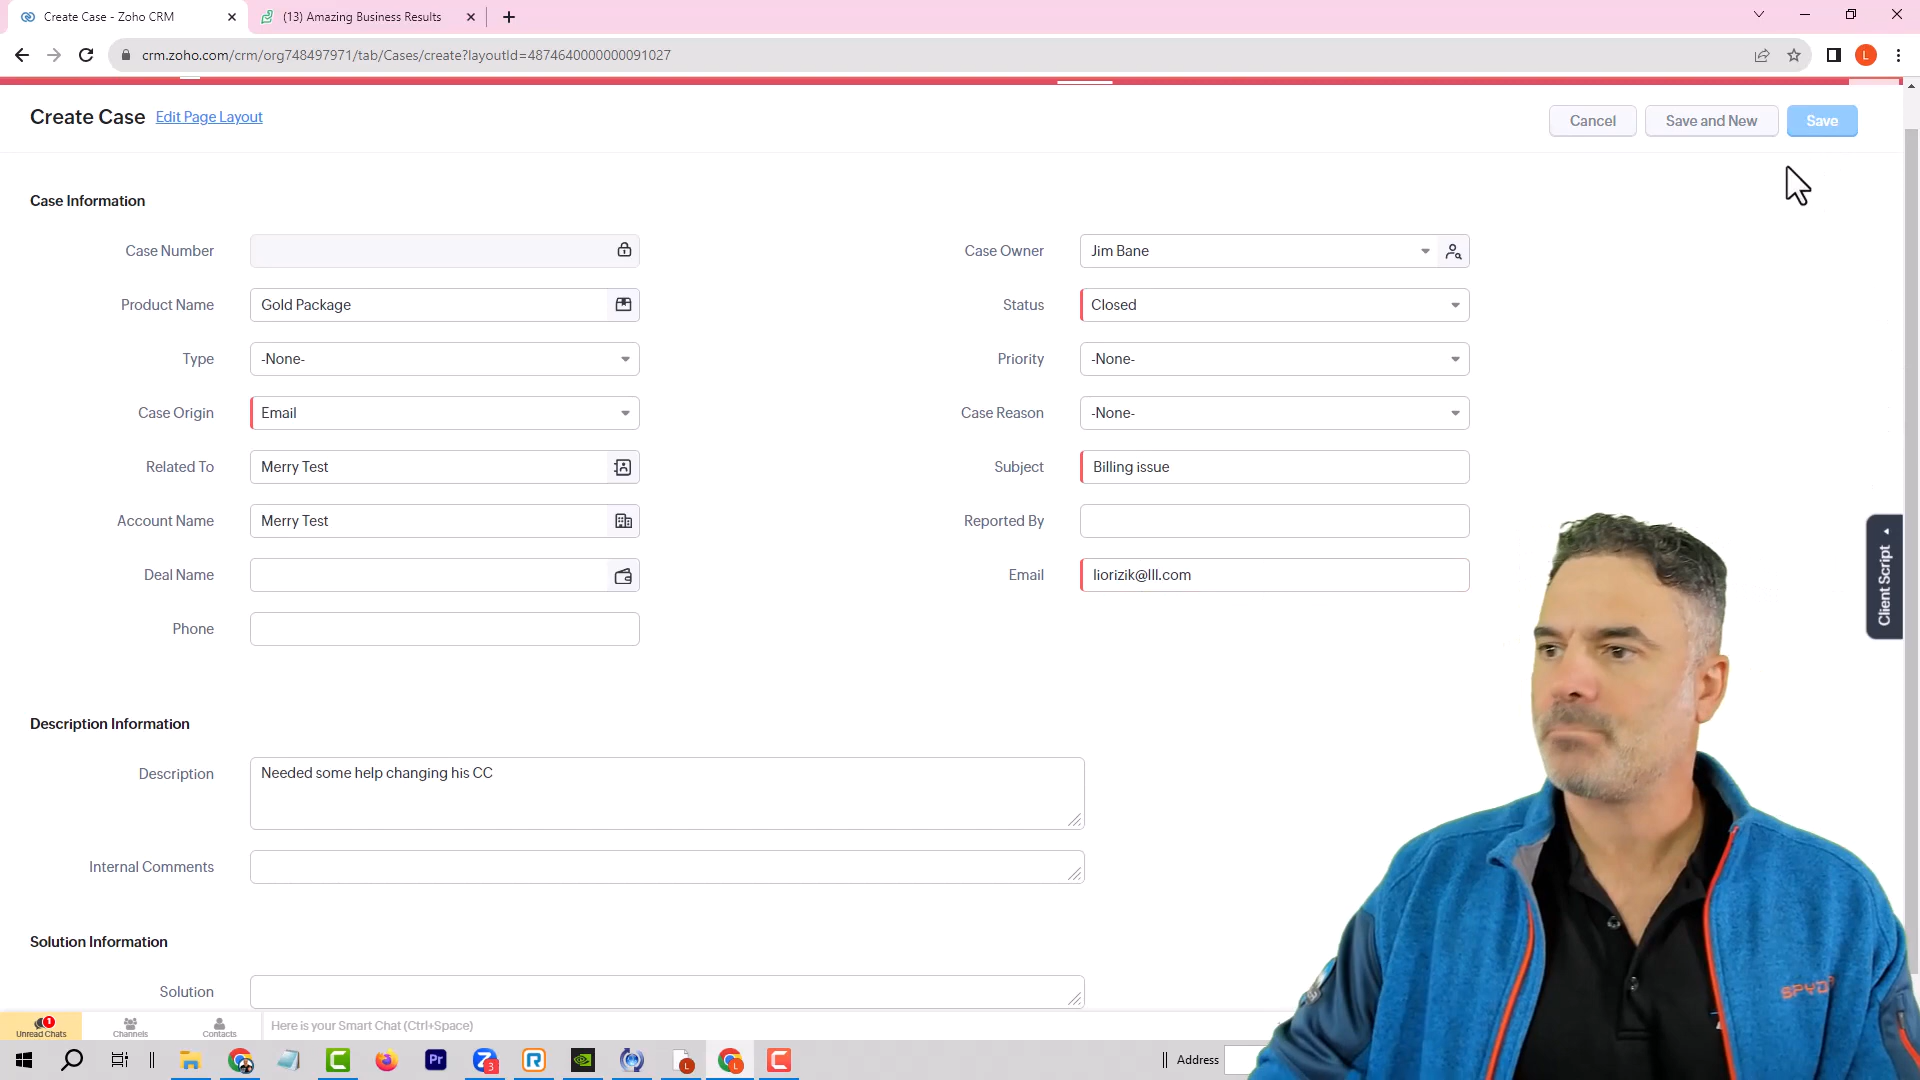 Create Case - Zoho CRM
(13) Amazing Business Results
crm.zoho.com/crm/org748497971/tab/Cases/create?layoutId=4874640000000091027
L
Create Case Edit Page Layout
Cancel Save and New Save
Case Information
Case Number
Case Owner Jim Bane
Product Name Gold Package
Status Closed
Type -None-
Priority -None-
Case Origin Email
Case Reason -None-
Related To Merry Test
Subject Billing issue
Account Name Merry Test
Reported By
Deal Name
Email liorizik@lll.com
Phone
Client Script
Description Information
Description Needed some help changing his CC
Internal Comments
Solution Information
Solution
SPYD
1
Unread Chats Channels Contacts Here is your Smart Chat (Ctrl+Space)
Pr 3 R L L C
Address